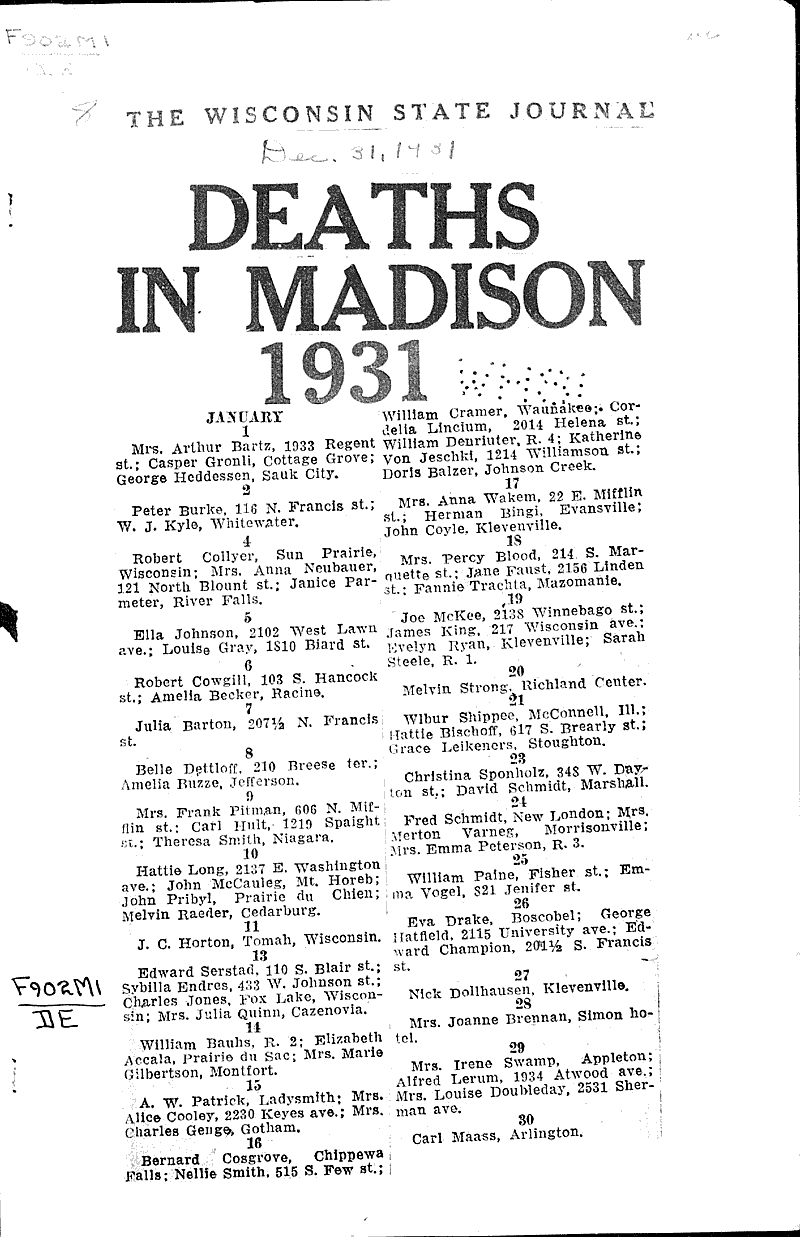 F902M1
8
THE WISCONSIN STATE JOURNAL
Dec. 31, 1931
DEATHS
IN MADISON
1931
JANUARY
1
Mrs. Arthur Bartz, 1933 Regent
st.; Casper Gronli, Cottage Grove;
George Heddessen, Sauk City.
2
Peter Burke, 116 N. Francis st.;
W. J. Kyle, Whitewater.
4
Robert Collyer, Sun Prairie,
Wisconsin; Mrs. Anna Neubauer,
121 North Blount st.; Janice Par-
meter, River Falls.
5
Ella Johnson, 2102 West Lawn
ave.; Louise Gray, 1810 Biard st.
6
Robert Cowgill, 103 S. Hancock
st.; Amelia Becker, Racine.
7
Julia Barton, 207½ N. Francis
st.
8
Belle Dettloff, 210 Breese ter.;
Amelia Buzze, Jefferson.
9
Mrs. Frank Pitman, 606 N. Mif-
flin st.; Carl Hult, 1219 Spaight
st.; Theresa Smith, Niagara.
10
Hattie Long, 2137 E. Washington
ave.; John McCauleg, Mt. Horeb;
John Pribyl, Prairie du Chien;
Melvin Raeder, Cedarburg.
11
J. C. Horton, Tomah, Wisconsin.
13
Edward Serstad, 110 S. Blair st.;
Sybilla Endres, 433 W. Johnson st.;
Charles Jones, Fox Lake, Wiscon-
sin; Mrs. Julia Quinn, Cazenovia.
14
William Bauhs, R. 2; Elizabeth
Accala, Prairie du Sac; Mrs. Marie
Gilbertson, Montfort.
15
A. W. Patrick, Ladysmith; Mrs.
Alice Cooley, 2230 Keyes ave.; Mrs.
Charles Genge, Gotham.
16
Bernard Cosgrove, Chippewa
Falls; Nellie Smith, 515 S. Few st.;
William Cramer, Waunakee; Cor-
delia Lincium, 2014 Helena st.;
William Denriuter, R. 4; Katherine
Von Jeschki, 1214 Williamson st.;
Doris Balzer, Johnson Creek.
17
Mrs. Anna Wakem, 22 E. Mifflin
st.; Herman Bingi, Evansville;
John Coyle, Klevenville.
18
Mrs. Percy Blood, 214 S. Mar-
quette st.; Jane Faust, 2156 Linden
st.; Fannie Trachta, Mazomanie.
19
Joe McKee, 2138 Winnebago st.;
James King, 217 Wisconsin ave.;
Evelyn Ryan, Klevenville; Sarah
Steele, R. 1.
20
Melvin Strong, Richland Center.
21
Wilbur Shippee, McConnell, Ill.;
Hattie Bischoff, 617 S. Brearly st.;
Grace Leikeners, Stoughton.
23
Christina Sponholz, 348 W. Day-
ton st.; David Schmidt, Marshall.
24
Fred Schmidt, New London; Mrs.
Merton Varneg, Morrisonville;
Mrs. Emma Peterson, R. 3.
25
William Paine, Fisher st.; Em-
ma Vogel, 821 Jenifer st.
26
Eva Drake, Boscobel; George
Hatfield, 2115 University ave.; Ed-
ward Champion, 201½ S. Francis
st.
27
Nick Dollhausen, Klevenville.
28
Mrs. Joanne Brennan, Simon ho-
tel.
29
Mrs. Irene Swamp, Appleton;
Alfred Lerum, 1934 Atwood ave.;
Mrs. Louise Doubleday, 2531 Sher-
man ave.
30
Carl Maass, Arlington.
F902M1
DE